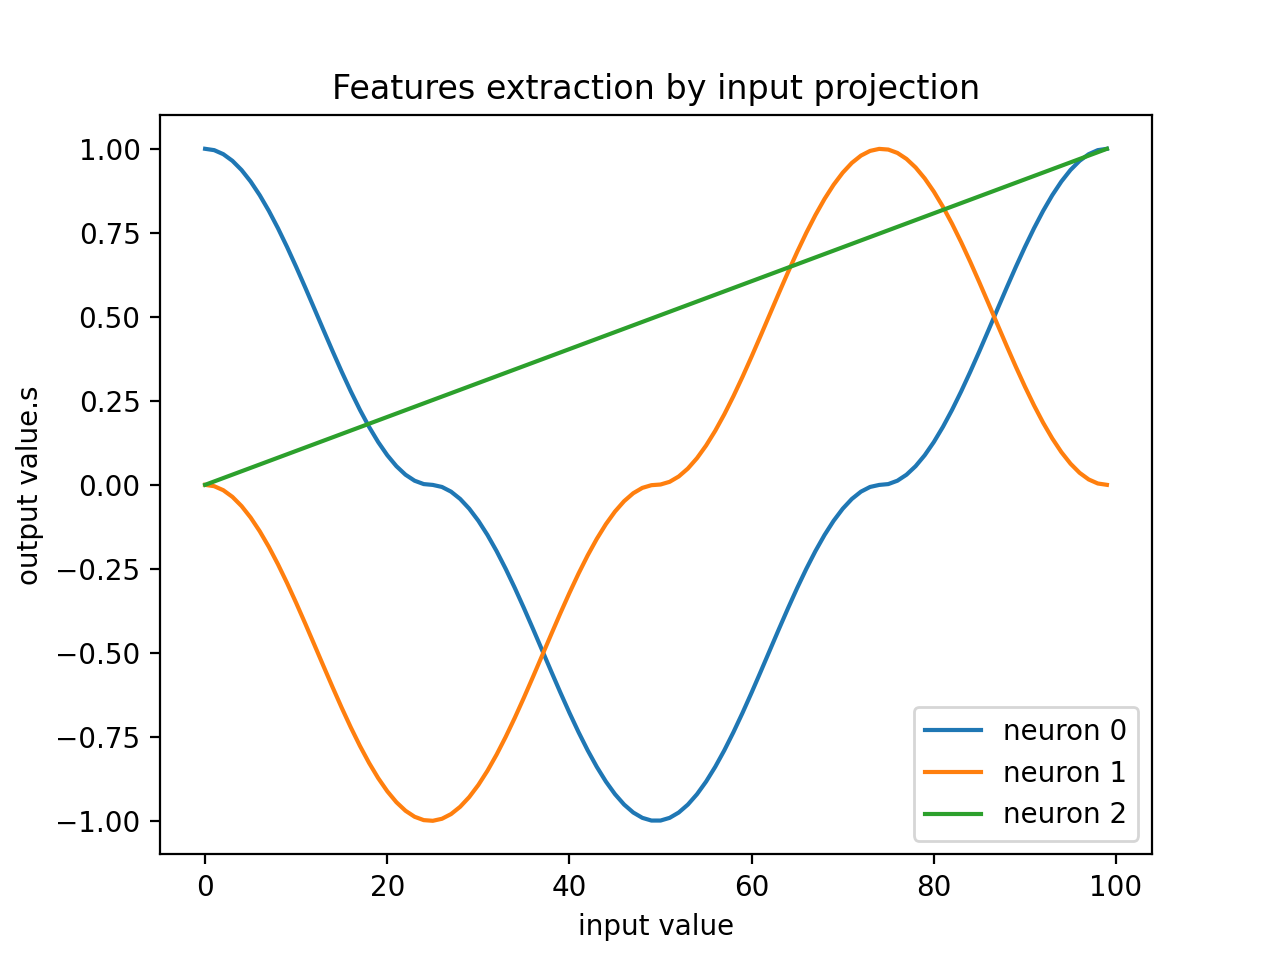 Features extraction by input projection
1.00
0.75
0.50
0.25
0.00
−0.25
−0.50
−0.75
−1.00
output value.s
0 20 40 60 80 100
input value
neuron 0
neuron 1
neuron 2